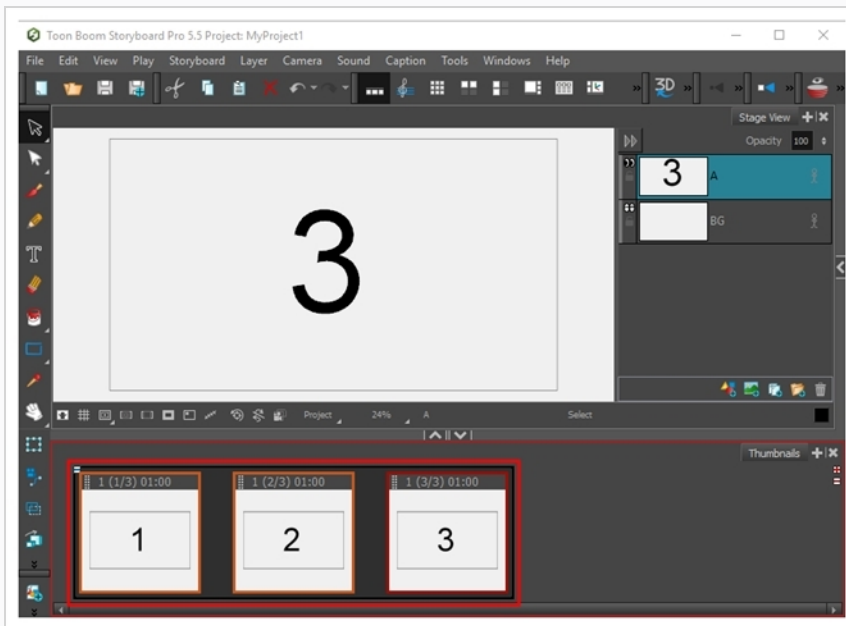 Toon Boom Storyboard Pro 5.5 Project: MyProject1
File Edit View Play Storyboard Layer Camera Sound Caption Tools Windows Help
3D
Stage View
Opacity 100
3 A
BG
3
T
Project 24% A Select
Thumbnails
1 (1/3) 01:00 1 (2/3) 01:00 1 (3/3) 01:00
1 2 3